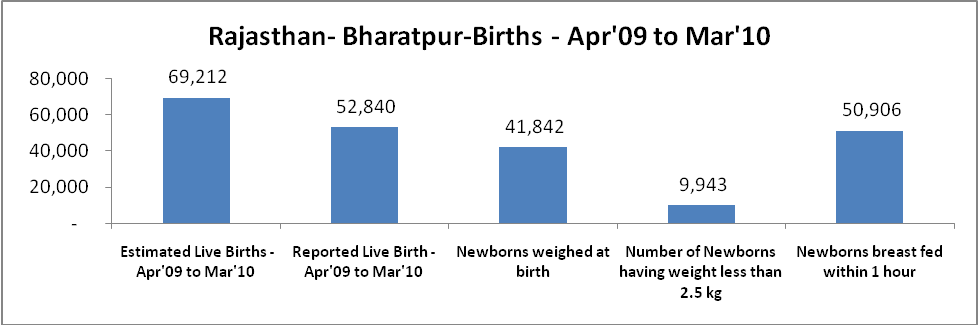 Rajasthan- Bharatpur-Births - Apr'09 to Mar'10
80,000
60,000
40,000
20,000
-
69,212
52,840
41,842
9,943
50,906
Estimated Live Births -
Apr'09 to Mar'10
Reported Live Birth -
Apr'09 to Mar'10
Newborns weighed at
birth
Number of Newborns
having weight less than
2.5 kg
Newborns breast fed
within 1 hour